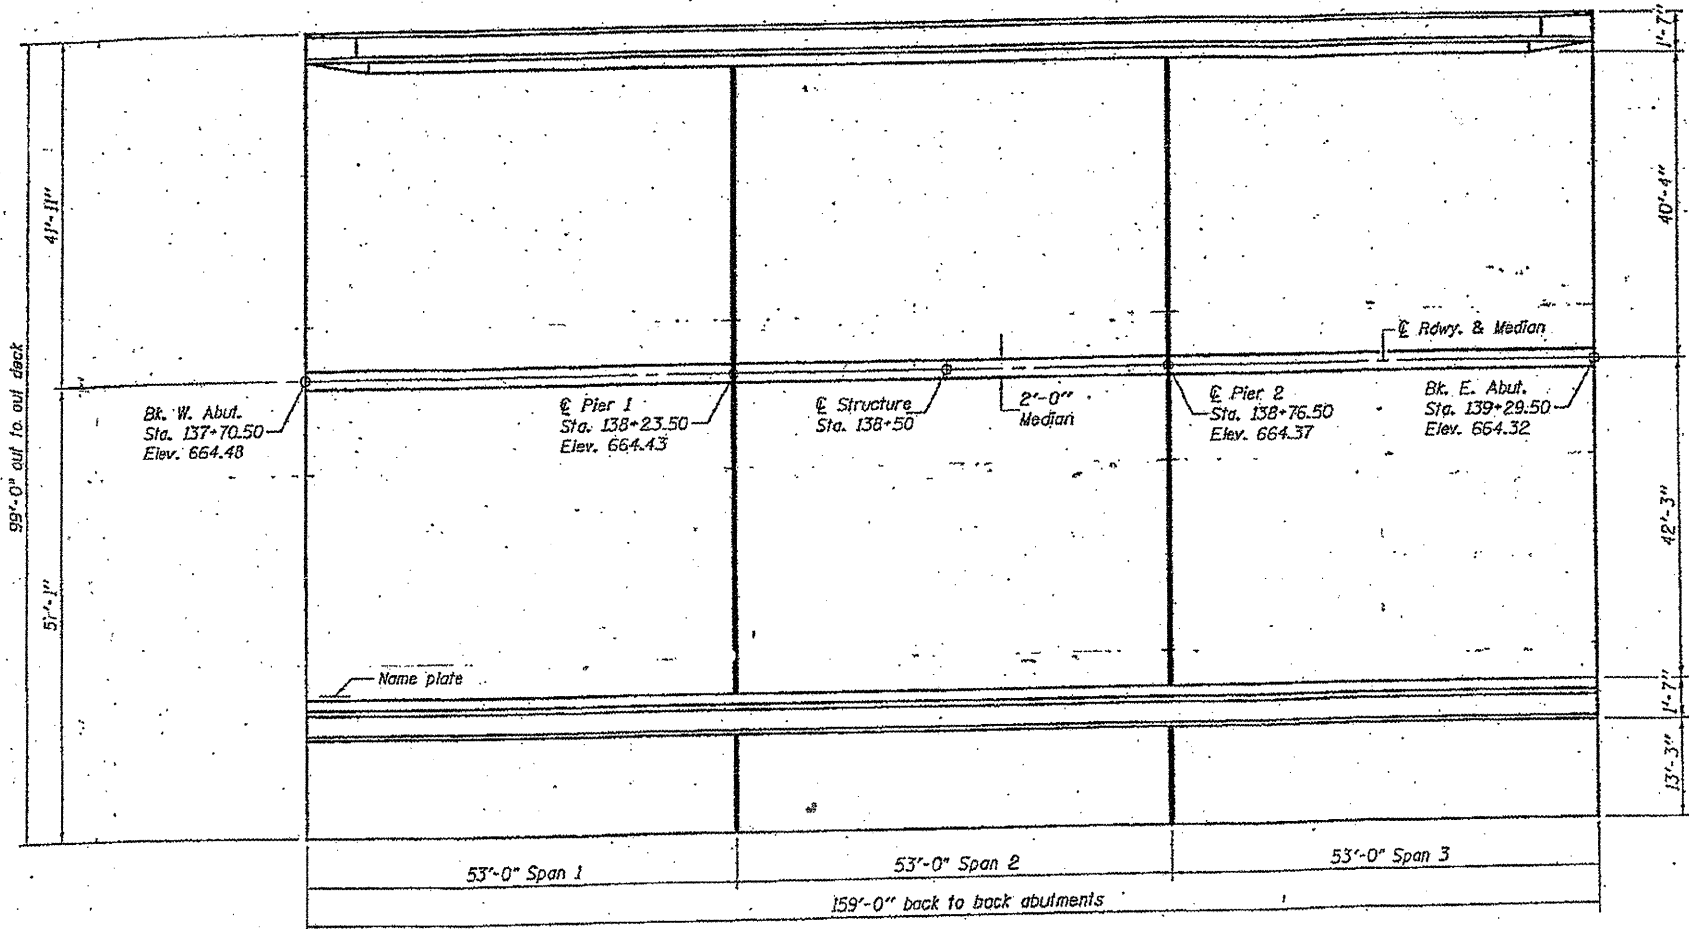 1'-7"
41'-11"
40'-4"
99'-0" out to out deck
℄ Rdwy. & Median
Bk. W. Abut.
Sta. 137+70.50
Elev. 664.48
℄ Pier 1
Sta. 138+23.50
Elev. 664.43
℄ Structure
Sta. 138+50
2'-0"
Median
℄ Pier 2
Sta. 138+76.50
Elev. 664.37
Bk. E. Abut.
Sta. 139+29.50
Elev. 664.32
42'-3"
57'-1"
Name plate
1'-7"
13'-3"
53'-0" Span 1
53'-0" Span 2
53'-0" Span 3
159'-0" back to back abutments